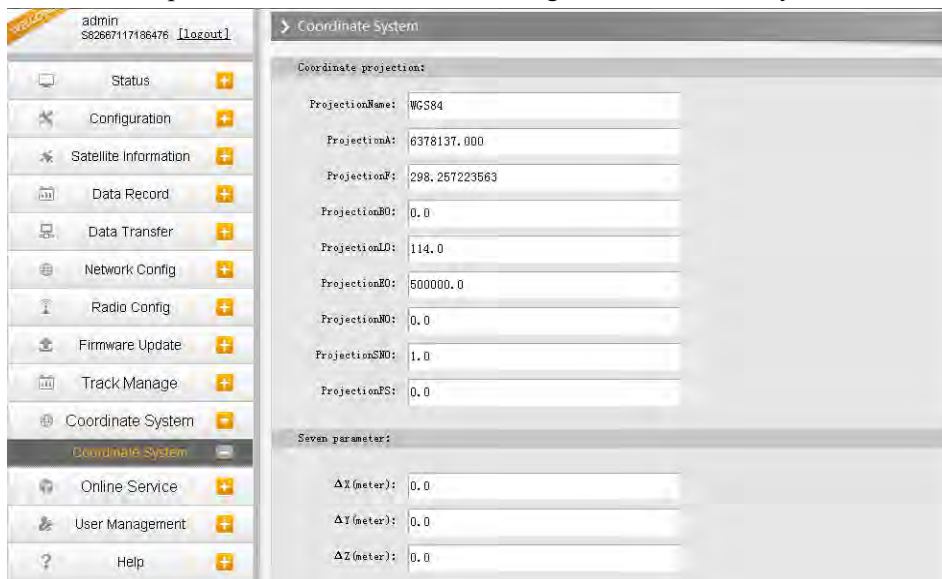 admin
S82667117186476 [logout]
Status
Configuration
Satellite Information
Data Record
Data Transfer
Network Config
Radio Config
Firmware Update
Track Manage
Coordinate System
Coordinate System
Online Service
User Management
? Help
Coordinate System
Coordinate projection:
ProjectionName: WGS84
ProjectionA: 6378137.000
ProjectionF: 298.257223563
ProjectionB0: 0.0
ProjectionL0: 114.0
ProjectionE0: 500000.0
ProjectionN0: 0.0
ProjectionSN0: 1.0
ProjectionPS: 0.0
Seven parameter:
ΔX(meter): 0.0
ΔY(meter): 0.0
ΔZ(meter): 0.0